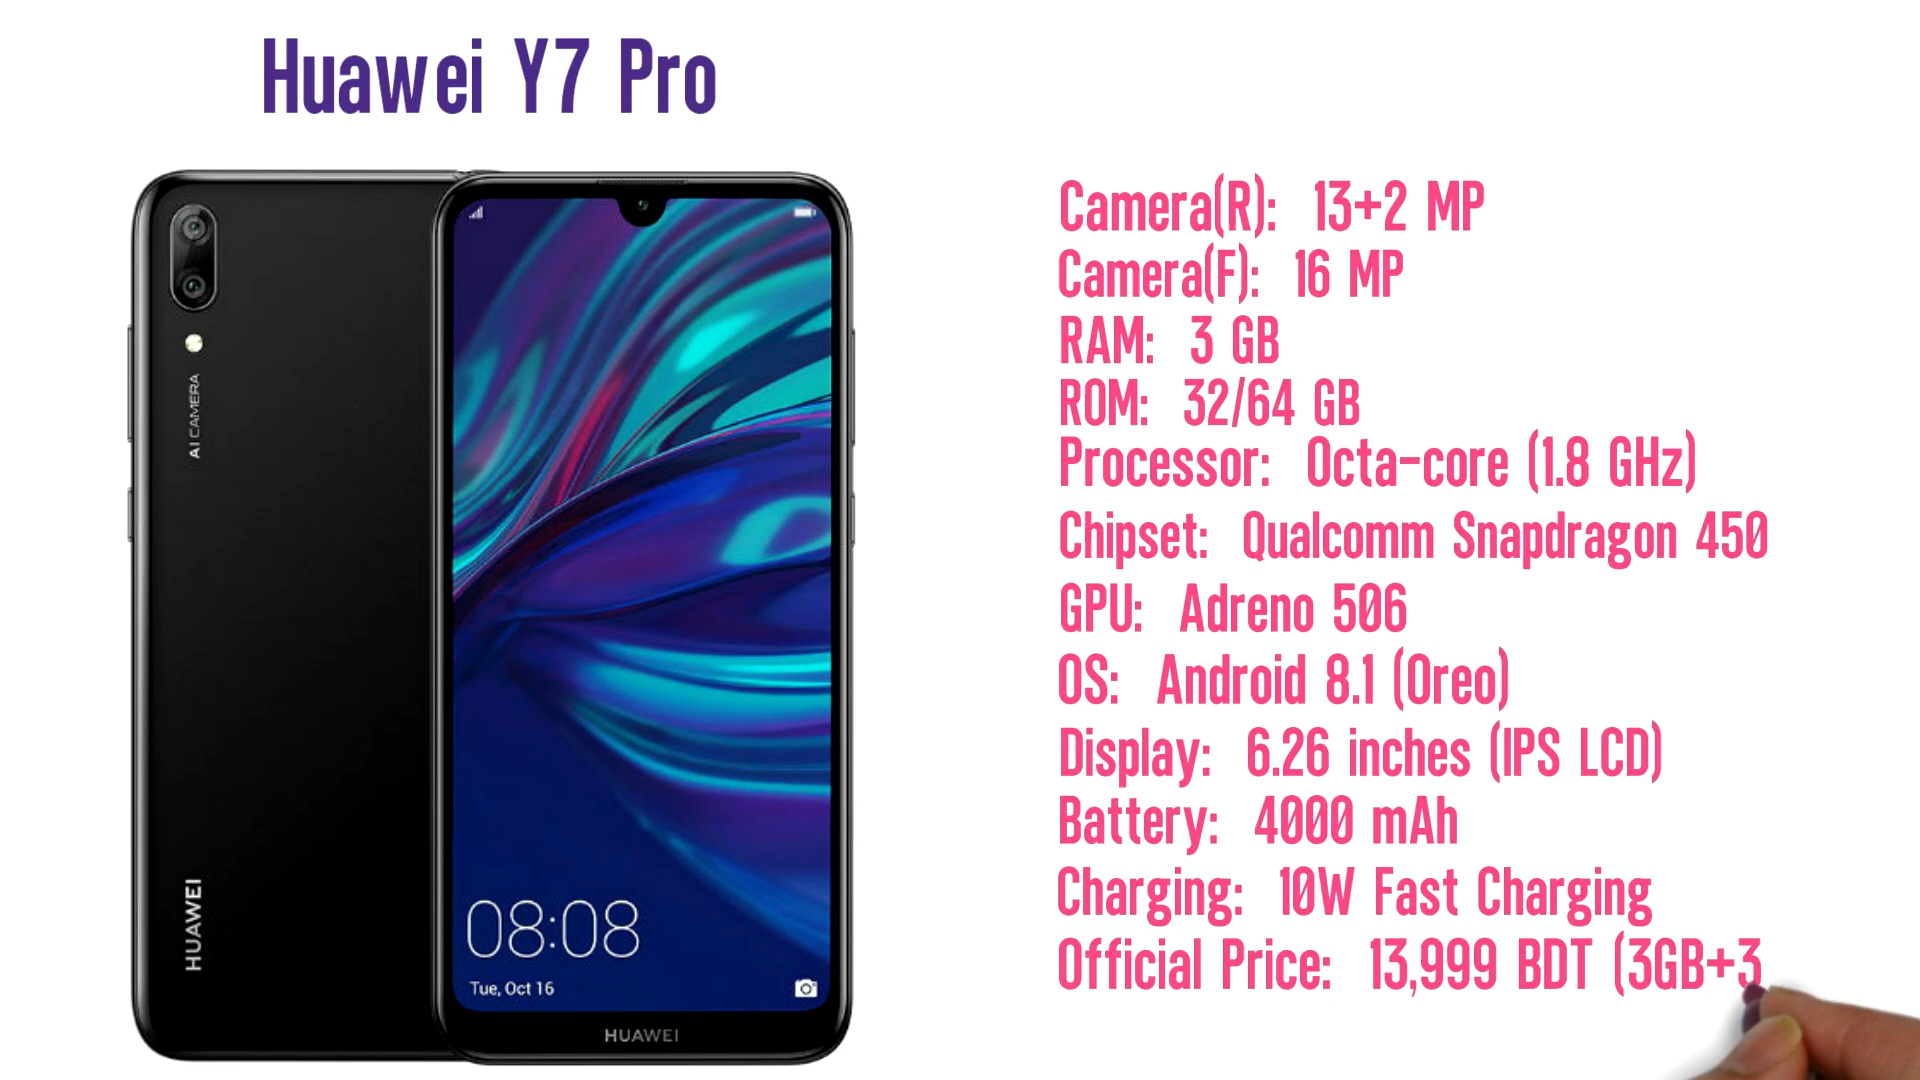 Huawei Y7 Pro
AI CAMERA
HUAWEI
08:08
Tue, Oct 16
HUAWEI
Camera(R): 13+2 MP
Camera(F): 16 MP
RAM: 3 GB
ROM: 32/64 GB
Processor: Octa-core (1.8 GHz)
Chipset: Qualcomm Snapdragon 450
GPU: Adreno 506
OS: Android 8.1 (Oreo)
Display: 6.26 inches (IPS LCD)
Battery: 4000 mAh
Charging: 10W Fast Charging
Official Price: 13,999 BDT (3GB+3